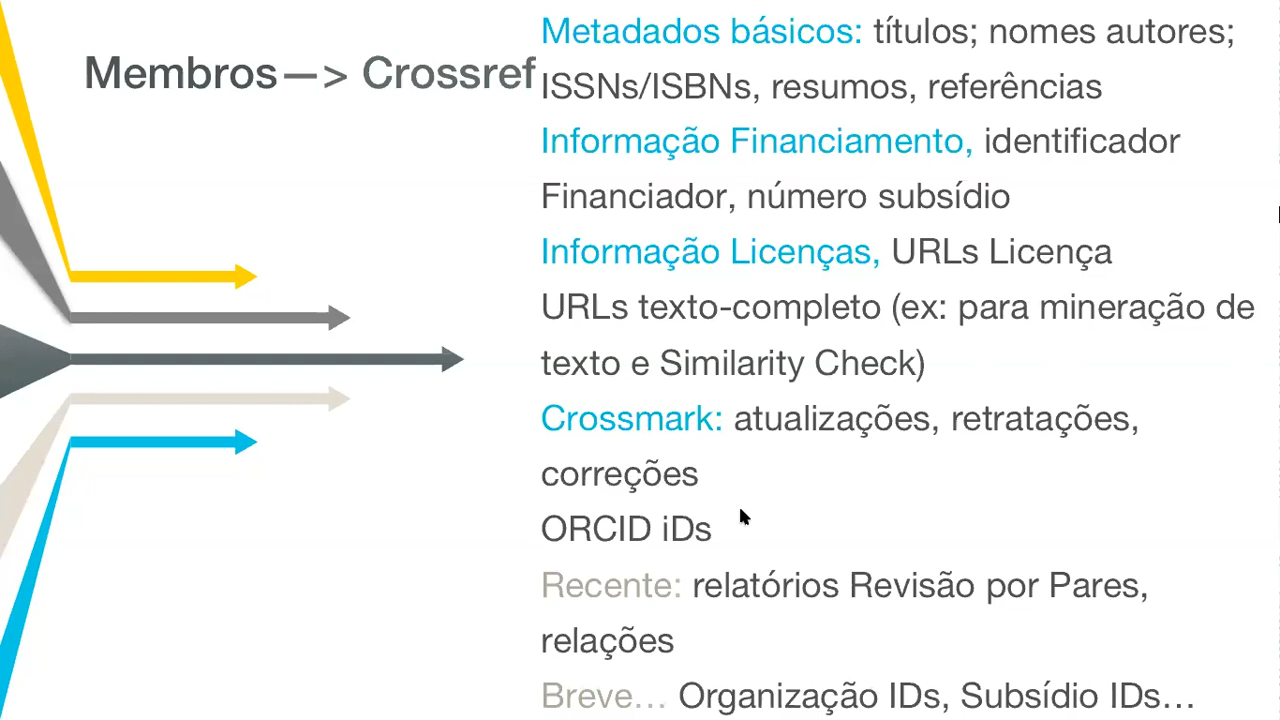 Membros—> Crossref
Metadados básicos: títulos; nomes autores;
ISSNs/ISBNs, resumos, referências
Informação Financiamento, identificador
Financiador, número subsídio
Informação Licenças, URLs Licença
URLs texto-completo (ex: para mineração de
texto e Similarity Check)
Crossmark: atualizações, retratações,
correções
ORCID iDs
Recente: relatórios Revisão por Pares,
relações
Breve... Organização IDs, Subsídio IDs...